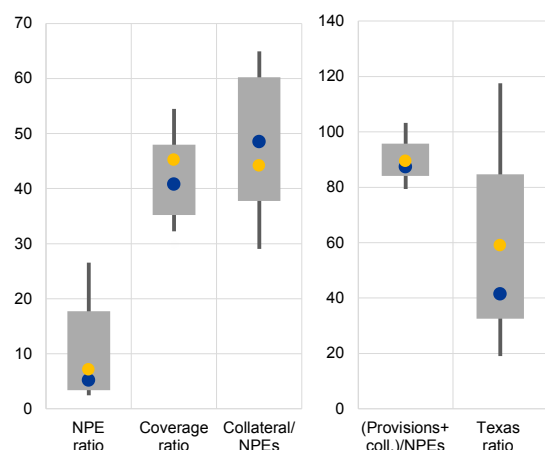 70
60
50
40
30
20
10
0
NPE
ratio
Coverage
ratio
Collateral/
NPEs
140
120
100
80
60
40
20
0
(Provisions+
coll.)/NPEs
Texas
ratio